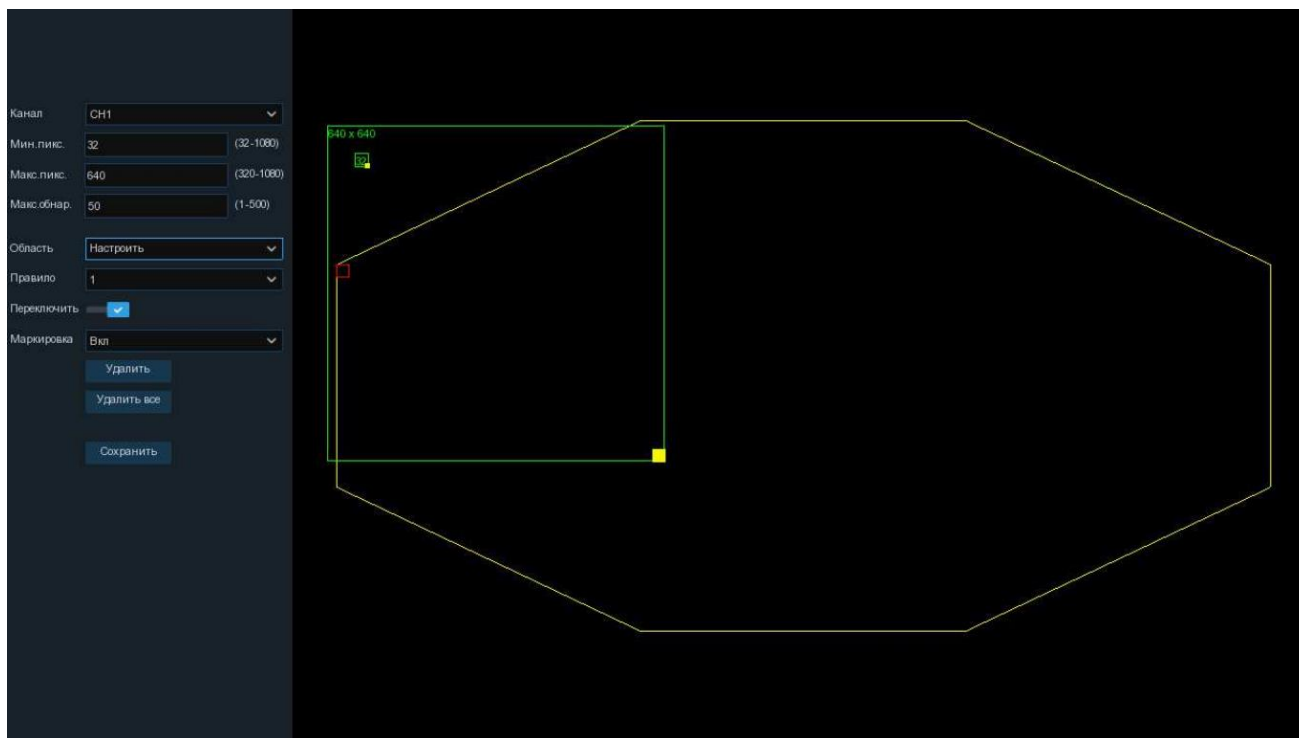 Канал CH1
Мин.пикс. 32 (32-1080)
Макс.пикс. 640 (320-1080)
Макс.обнар. 50 (1-500)
Область Настроить
Правило 1
Переключить
Маркировка Вкл
Удалить
Удалить все
Сохранить
640 x 640
32